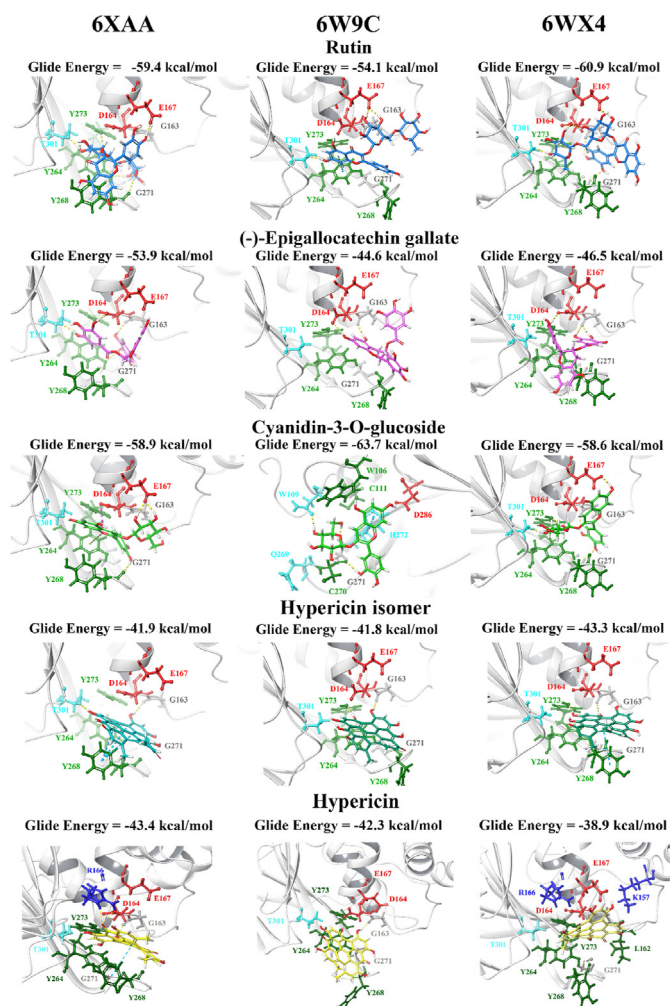 6XAA 6W9C 6WX4
Rutin
Glide Energy = -59.4 kcal/mol Glide Energy = -54.1 kcal/mol Glide Energy = -60.9 kcal/mol
E167 E167 E167
D164 D164 D164
Y273 G163 Y273 G163 Y273 G163
T301 T301 T301
Y264 Y264 Y264
Y268 G271 Y268 G271 Y268 G271
(-)-Epigallocatechin gallate
Glide Energy = -53.9 kcal/mol Glide Energy = -44.6 kcal/mol Glide Energy = -46.5 kcal/mol
E167 E167 E167
Y273 D164 G163 D164 G163 D164 G163
T301 T301 Y273 T301 Y273
Y264 Y264 Y264
Y268 G271 G271 Y268 Y268 G271
Cyanidin-3-O-glucoside
Glide Energy = -58.9 kcal/mol Glide Energy = -63.7 kcal/mol Glide Energy = -58.6 kcal/mol
Y273 D164 E167 W106 E167
G163 W109 C111 D164 G163
T301 D286 Y273
Y264 H272 T301
Y268 G271 Q269 G271 Y264 G271
C270 Y268
Hypericin isomer
Glide Energy = -41.9 kcal/mol Glide Energy = -41.8 kcal/mol Glide Energy = -43.3 kcal/mol
E167 E167 E167
Y273 D164 G163 Y273 D164 G163 Y273 D164 G163
T301 T301 T301
Y264 G271 Y264 G271 Y264 G271
Y268 Y268 Y268
Hypericin
Glide Energy = -43.4 kcal/mol Glide Energy = -42.3 kcal/mol Glide Energy = -38.9 kcal/mol
R166 E167 E167 E167
Y273 D164 E167 Y273 D164 R166 K157
G163 T301 G163 D164
T301 Y264 G271 T301 Y273 L162
Y264 G271 Y268 Y268 Y264 G271
Y268